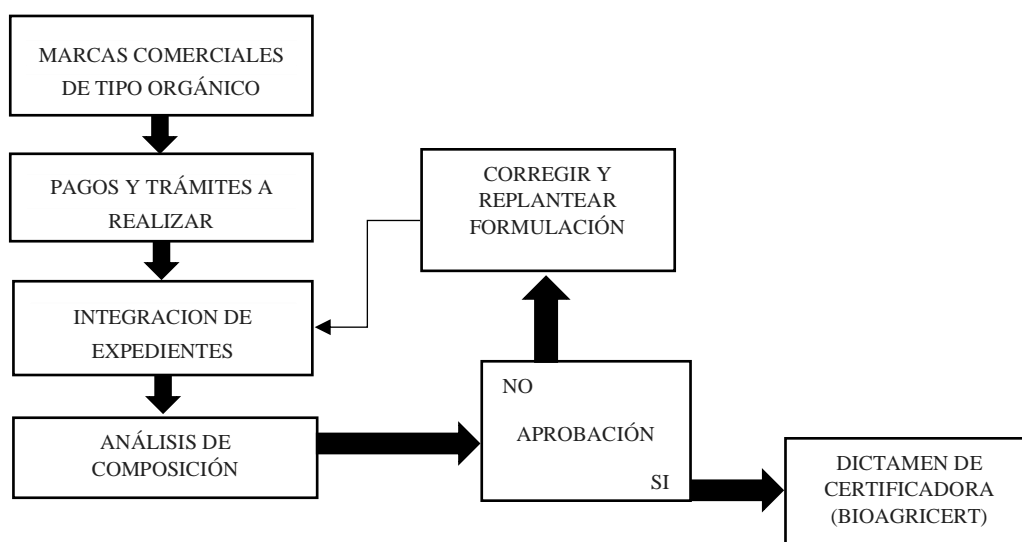 MARCAS COMERCIALES
DE TIPO ORGÁNICO
PAGOS Y TRÁMITES A
REALIZAR
INTEGRACION DE
EXPEDIENTES
ANÁLISIS DE
COMPOSICIÓN
CORREGIR Y
REPLANTEAR
FORMULACIÓN
NO
APROBACIÓN
SI
DICTAMEN DE
CERTIFICADORA
(BIOAGRICERT)